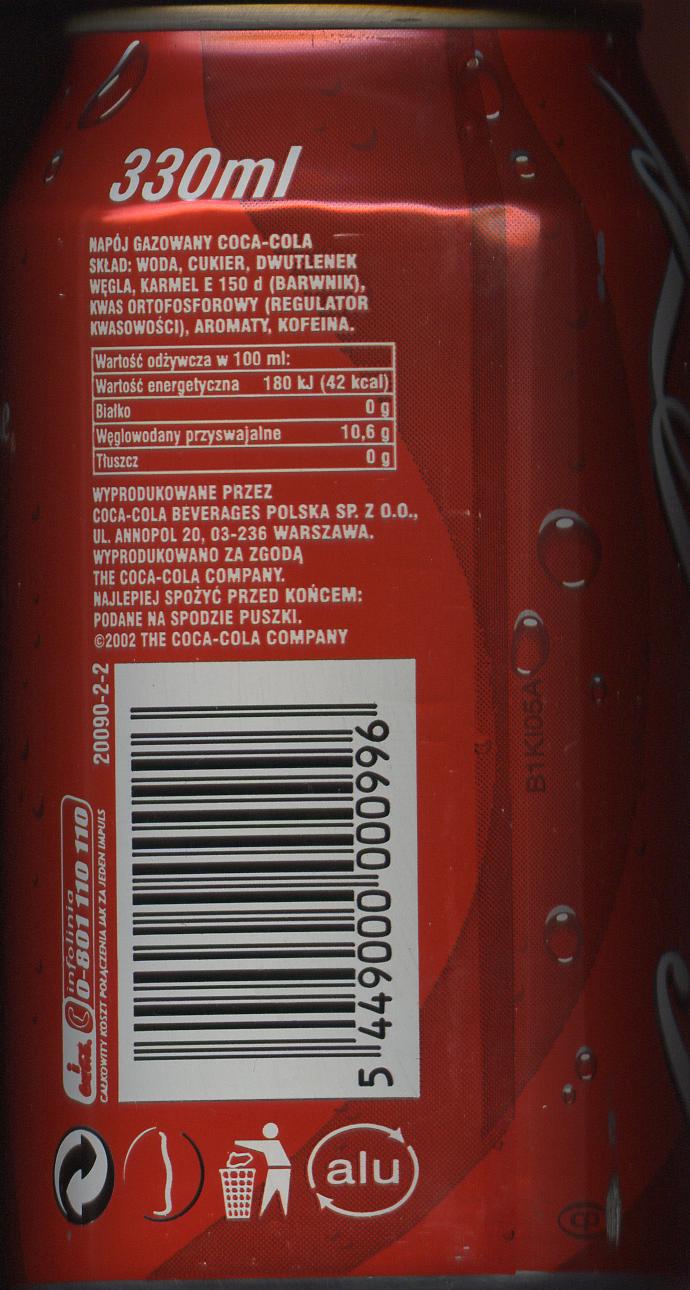 330ml
NAPÓJ GAZOWANY COCA-COLA
SKŁAD: WODA, CUKIER, DWUTLENEK
WĘGLA, KARMEL E 150 d (BARWNIK),
KWAS ORTOFOSFOROWY (REGULATOR
KWASOWOŚCI), AROMATY, KOFEINA.
Wartość odżywcza w 100 ml:
Wartość energetyczna 180 kJ (42 kcal)
Białko 0 g
Węglowodany przyswajalne 10,6 g
Tłuszcz 0 g
WYPRODUKOWANE PRZEZ
COCA-COLA BEVERAGES POLSKA SP. Z O.O.,
UL. ANNOPOL 20, 03-236 WARSZAWA.
WYPRODUKOWANO ZA ZGODĄ
THE COCA-COLA COMPANY.
NAJLEPIEJ SPOŻYĆ PRZED KOŃCEM:
PODANE NA SPODZIE PUSZKI.
©2002 THE COCA-COLA COMPANY
20090-2-2
infolinia
0-801 110 110
CAŁKOWITY KOSZT POŁĄCZENIA JAK ZA JEDEN IMPULS
5 449000 000996
B1KI05A
alu